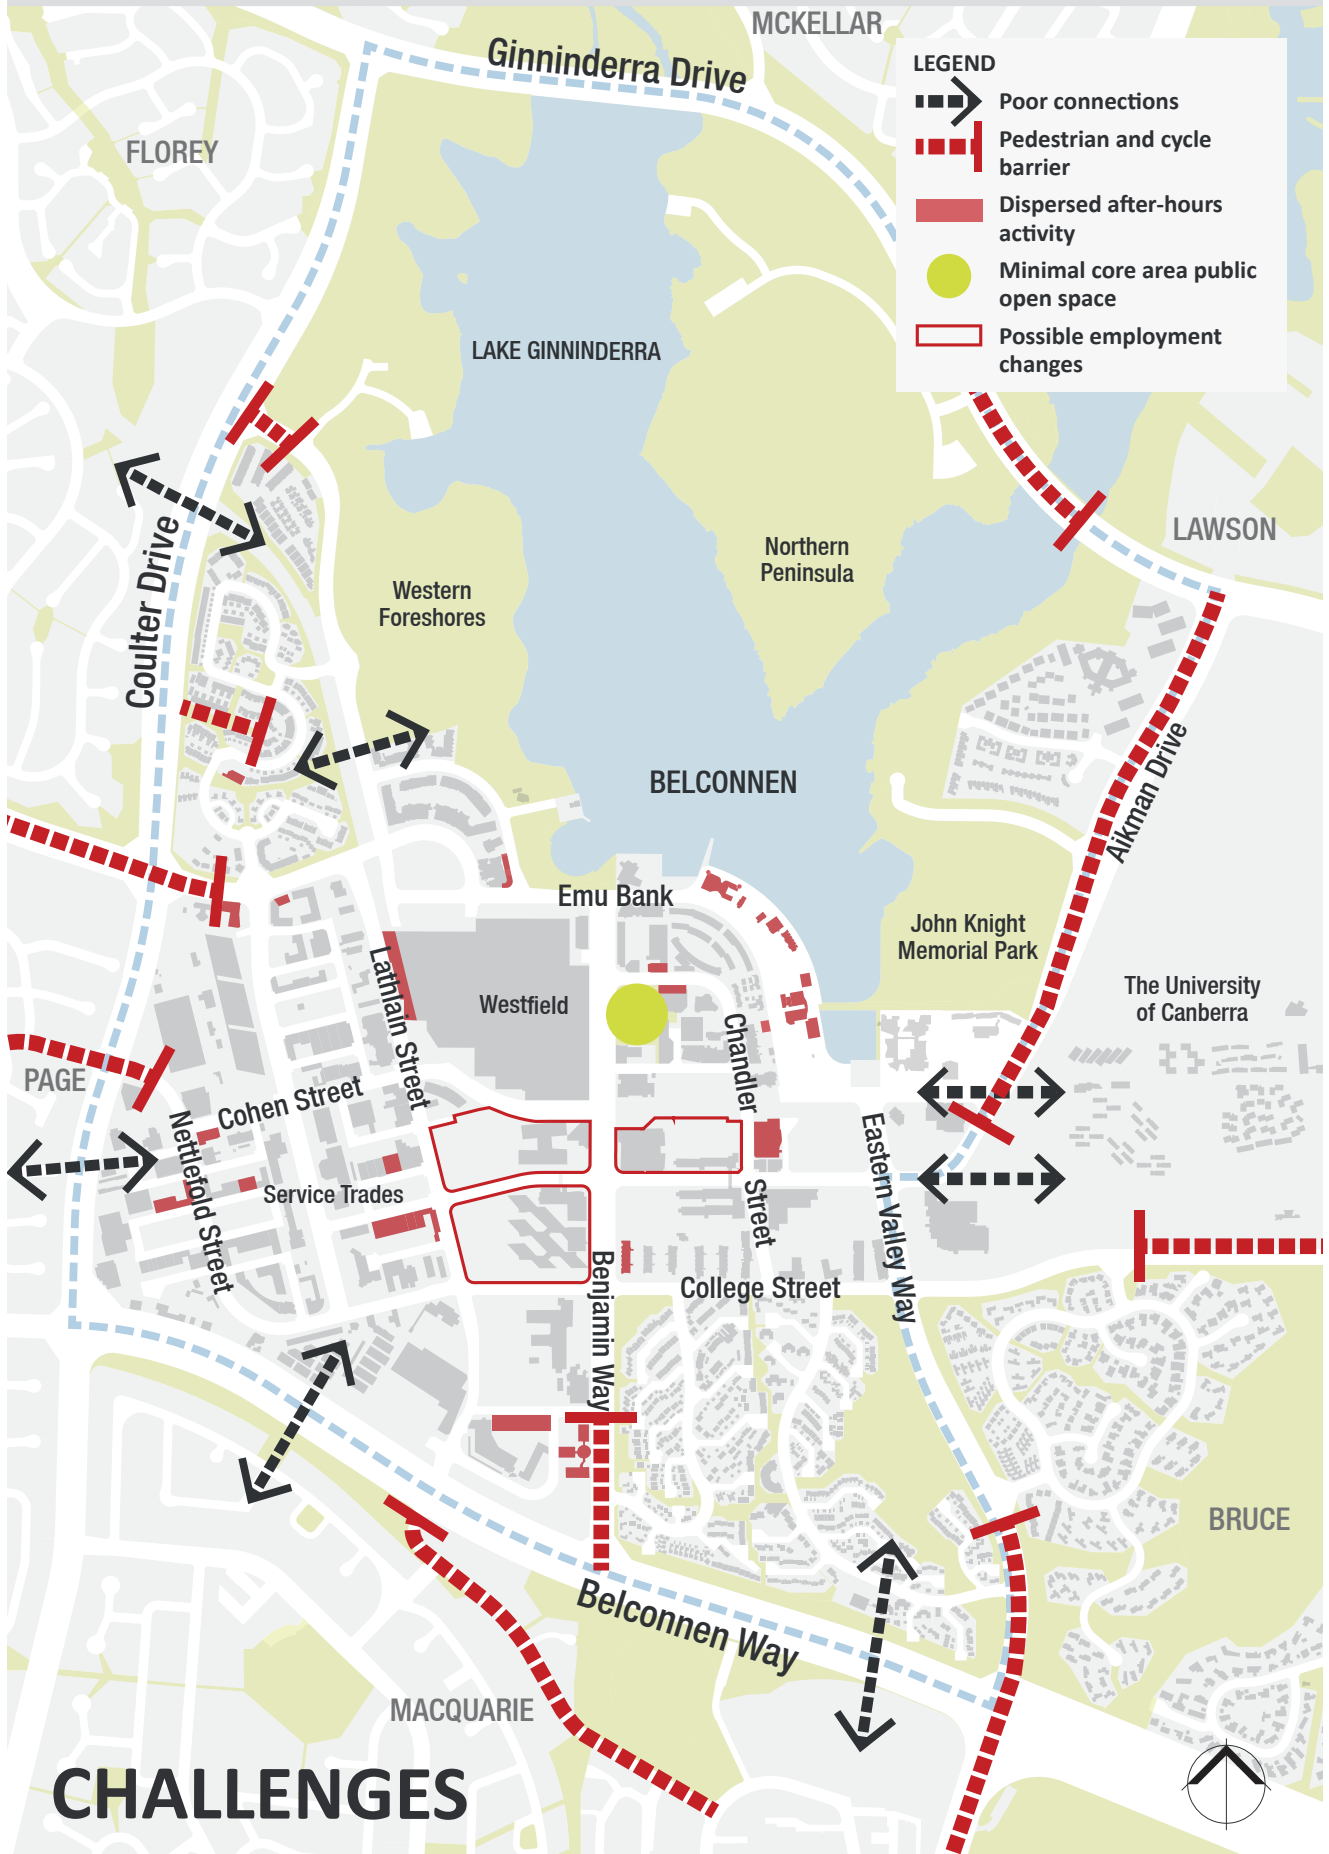 MCKELLAR
Ginninderra Drive
LEGEND
Poor connections
Pedestrian and cycle
barrier
Dispersed after-hours
activity
Minimal core area public
open space
Possible employment
changes
FLOREY
LAKE GINNINDERRA
LAWSON
Northern
Peninsula
Western
Foreshores
Coulter Drive
BELCONNEN
Aikman Drive
Emu Bank
John Knight
Memorial Park
The University
of Canberra
Westfield
Lathlain Street
Chandler
Street
PAGE
Cohen Street
Nettlefold Street
Service Trades
Eastern Valley Way
Benjamin Way
College Street
BRUCE
Belconnen Way
MACQUARIE
CHALLENGES